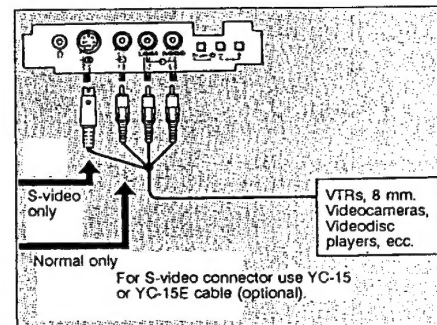 S-video
only
VTRs, 8 mm.
Videocameras,
Videodisc
players, ecc.
Normal only
For S-video connector use YC-15
or YC-15E cable (optional).